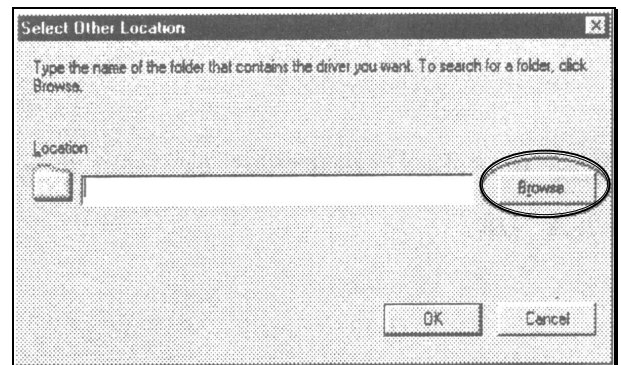 Select Other Location
Type the name of the folder that contains the driver you want. To search for a folder, click
Browse.
Location
Browse
OK
Cancel